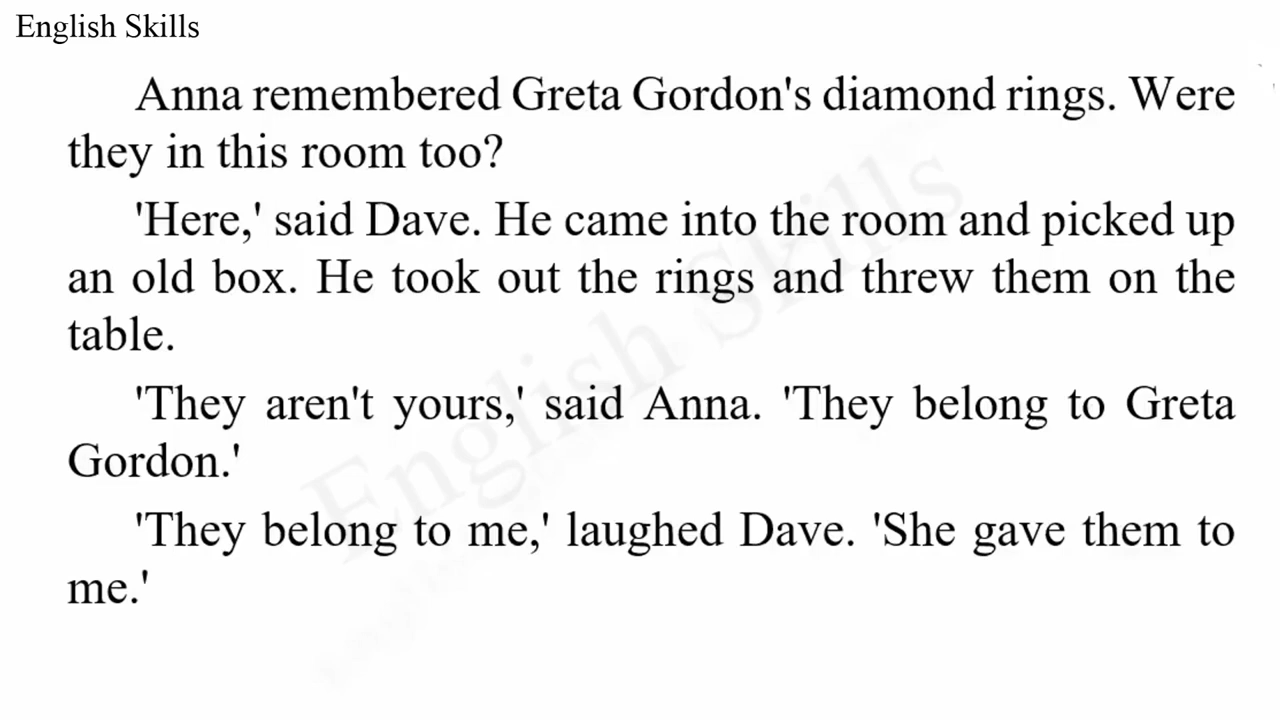 English Skills
Anna remembered Greta Gordon's diamond rings. Were
they in this room too?
'Here,' said Dave. He came into the room and picked up
an old box. He took out the rings and threw them on the
table.
'They aren't yours,' said Anna. 'They belong to Greta
Gordon.'
'They belong to me,' laughed Dave. 'She gave them to
me.'
English Skills